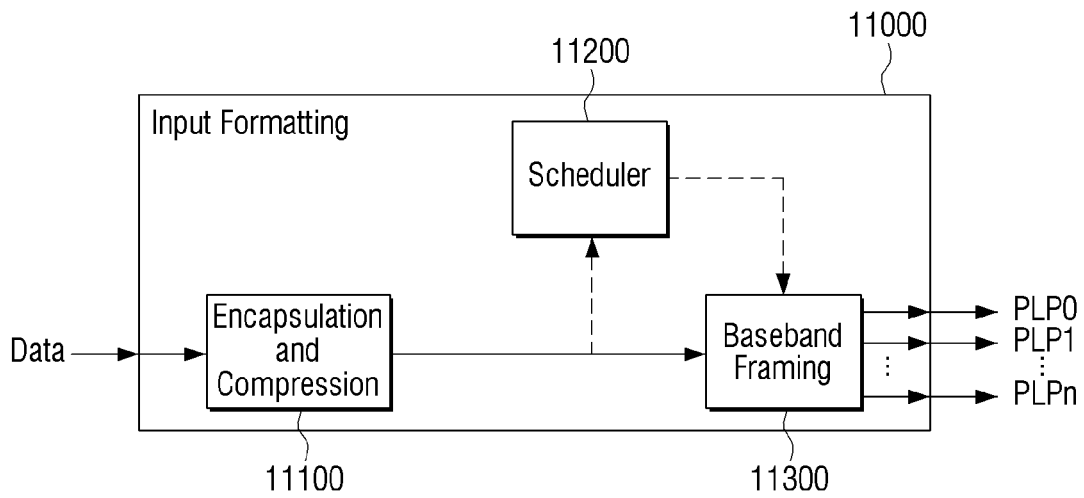 11000
11200
Input Formatting
Scheduler
Encapsulation
and
Compression
Data
Baseband
Framing
PLP0
PLP1
PLPn
11100
11300